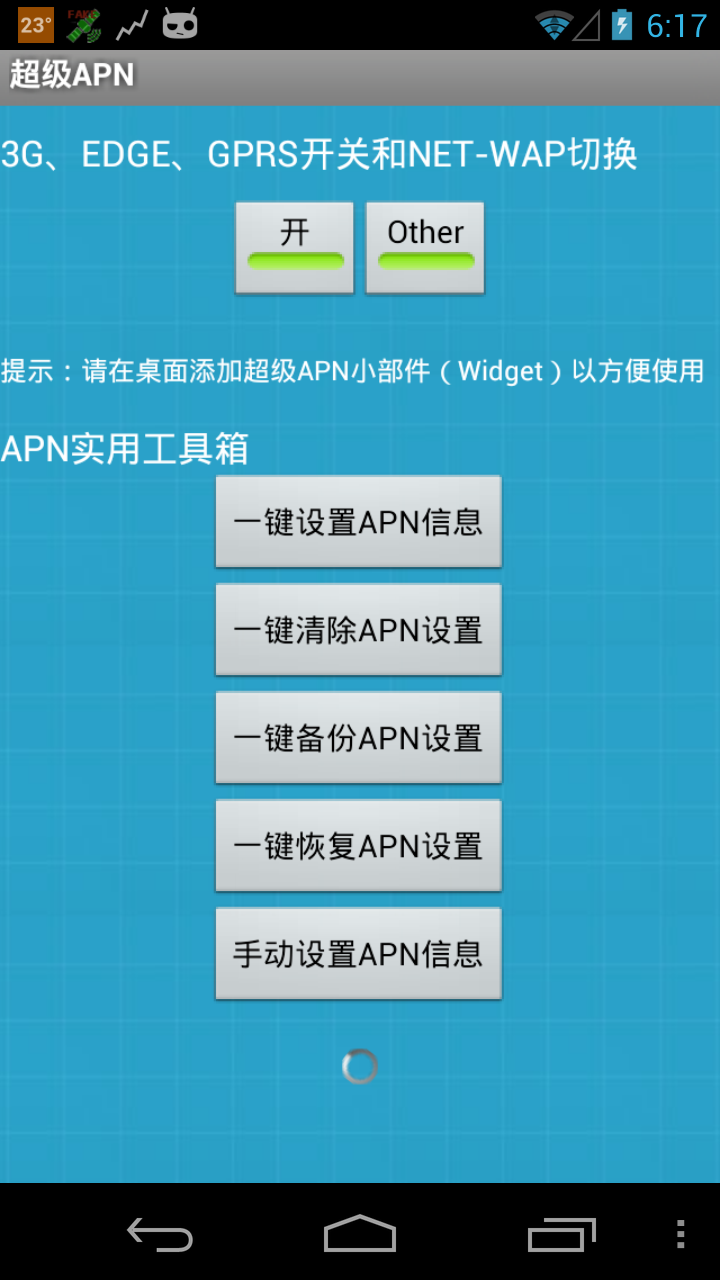 23°
FAKE
6:17
超级APN
3G、EDGE、GPRS开关和NET-WAP切换
开
Other
提示：请在桌面添加超级APN小部件（Widget）以方便使用
APN实用工具箱
一键设置APN信息
一键清除APN设置
一键备份APN设置
一键恢复APN设置
手动设置APN信息